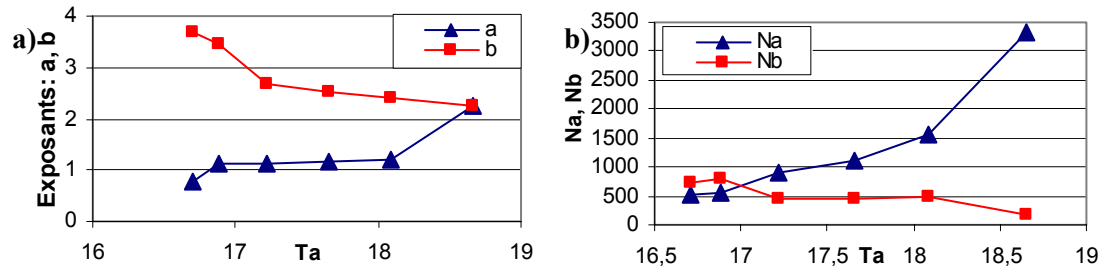 a)
Exposants: a, b
4
3
2
1
0
16 17 18 19
Ta
a
b
b)
Na, Nb
3500
3000
2500
2000
1500
1000
500
0
16,5 17 17,5 18 18,5 19
Ta
Na
Nb